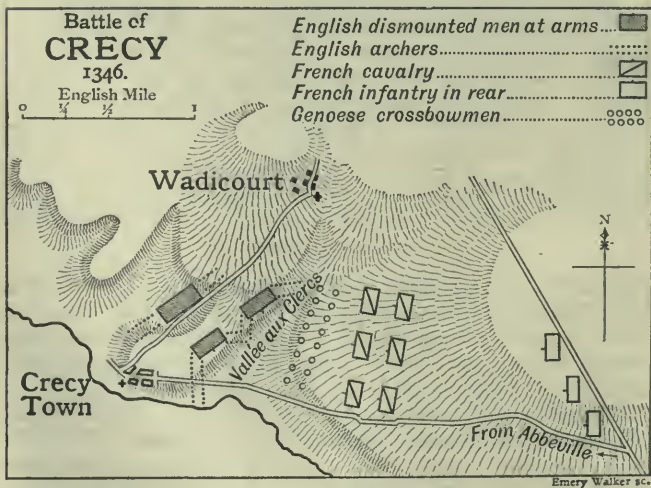 Battle of
CRECY
1346.
English Mile
0 ¼ ½ 1
English dismounted men at arms....
English archers....................
French cavalry......................
French infantry in rear..............
Genoese crossbowmen..............
N
Wadicourt
Vallée aux Clercs
Crecy
Town
From Abbeville
Emery Walker sc.